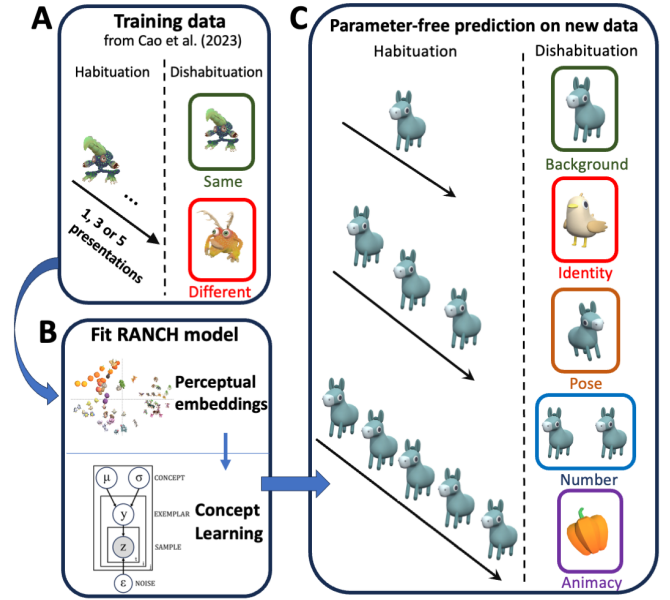 A
Training data
from Cao et al. (2023)
Habituation
Dishabituation
...
1, 3 or 5
presentations
Same
Different
B
Fit RANCH model
Perceptual
embeddings
μ
σ
CONCEPT
y
EXEMPLAR
Concept
Learning
z
SAMPLE
ε
NOISE
C
Parameter-free prediction on new data
Habituation
Dishabituation
Background
Identity
Pose
Number
Animacy